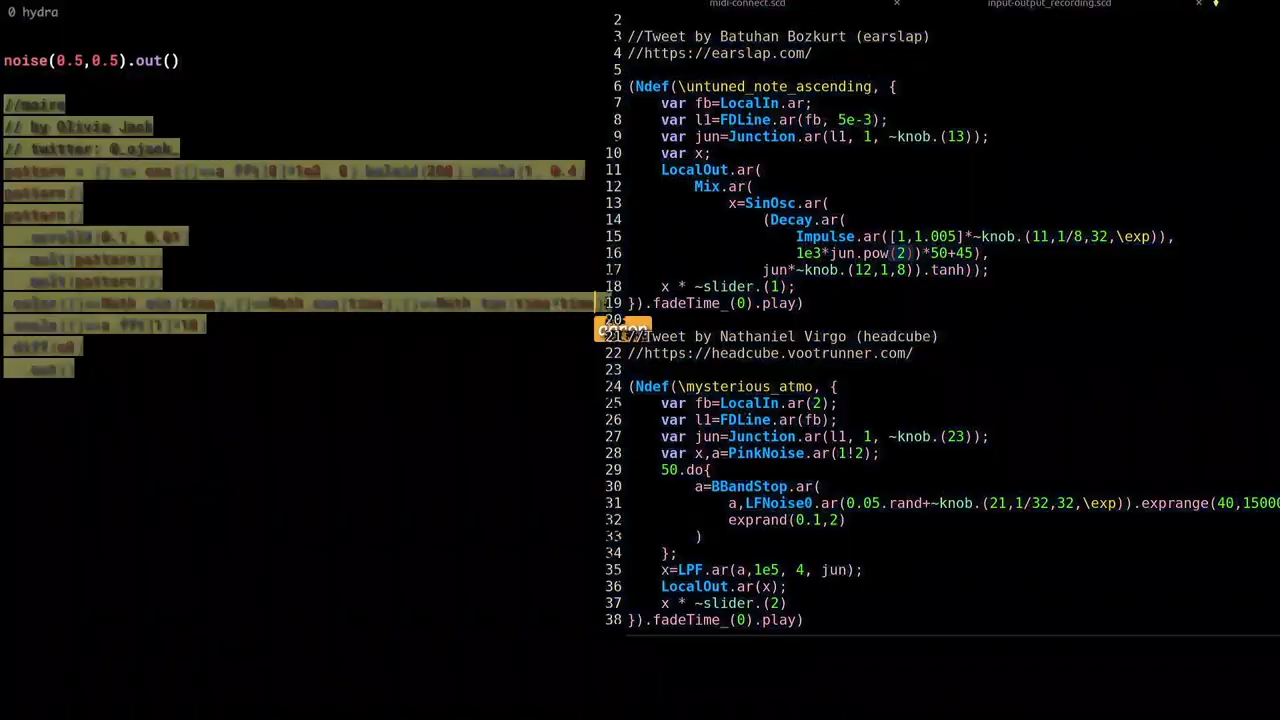 0 hydra
noise(0.5,0.5).out()
//moire
// by Olivia Jack
// twitter: @_ojack_
pattern()
pattern()
midi-connect.scd
input-output_recording.scd
2
3 //Tweet by Batuhan Bozkurt (earslap)
4 //https://earslap.com/
5
6 (Ndef(\untuned_note_ascending, {
7 var fb=LocalIn.ar;
8 var l1=FDLine.ar(fb, 5e-3);
9 var jun=Junction.ar(l1, 1, ~knob.(13));
10 var x;
11 LocalOut.ar(
12 Mix.ar(
13 x=SinOsc.ar(
14 (Decay.ar(
15 Impulse.ar([1,1.005]*~knob.(11,1/8,32,\exp)),
16 1e3*jun.pow(2))*50+45),
17 jun*~knob.(12,1,8)).tanh));
18 x * ~slider.(1);
19 }).fadeTime_(0).play)
20
21 //Tweet by Nathaniel Virgo (headcube)
22 //https://headcube.vootrunner.com/
23
24 (Ndef(\mysterious_atmo, {
25 var fb=LocalIn.ar(2);
26 var l1=FDLine.ar(fb);
27 var jun=Junction.ar(l1, 1, ~knob.(23));
28 var x,a=PinkNoise.ar(1!2);
29 50.do{
30 a=BBandStop.ar(
31 a,LFNoise0.ar(0.05.rand+~knob.(21,1/32,32,\exp)).exprange(40,15000
32 exprand(0.1,2)
33 )
34 };
35 x=LPF.ar(a,1e5, 4, jun);
36 LocalOut.ar(x);
37 x * ~slider.(2)
38 }).fadeTime_(0).play)